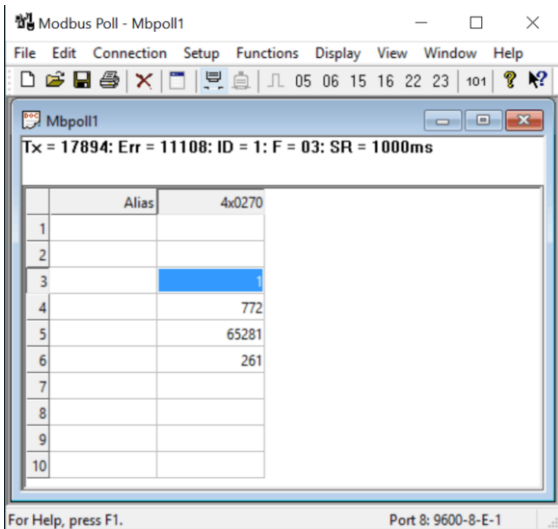 Modbus Poll - Mbpoll1
File Edit Connection Setup Functions Display View Window Help
05 06 15 16 22 23 101
Mbpoll1
Tx = 17894: Err = 11108: ID = 1: F = 03: SR = 1000ms
Alias 4x0270
1
2
3 1
4 772
5 65281
6 261
7
8
9
10
For Help, press F1. Port 8: 9600-8-E-1